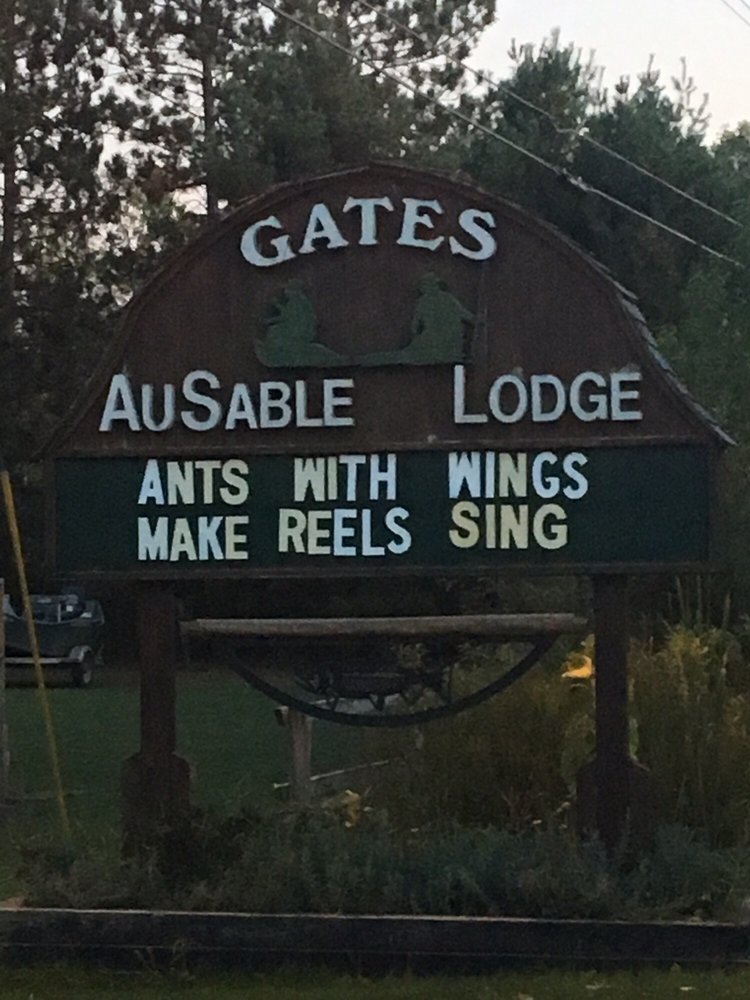 GATES
AUSABLE LODGE
ANTS WITH WINGS
MAKE REELS SING